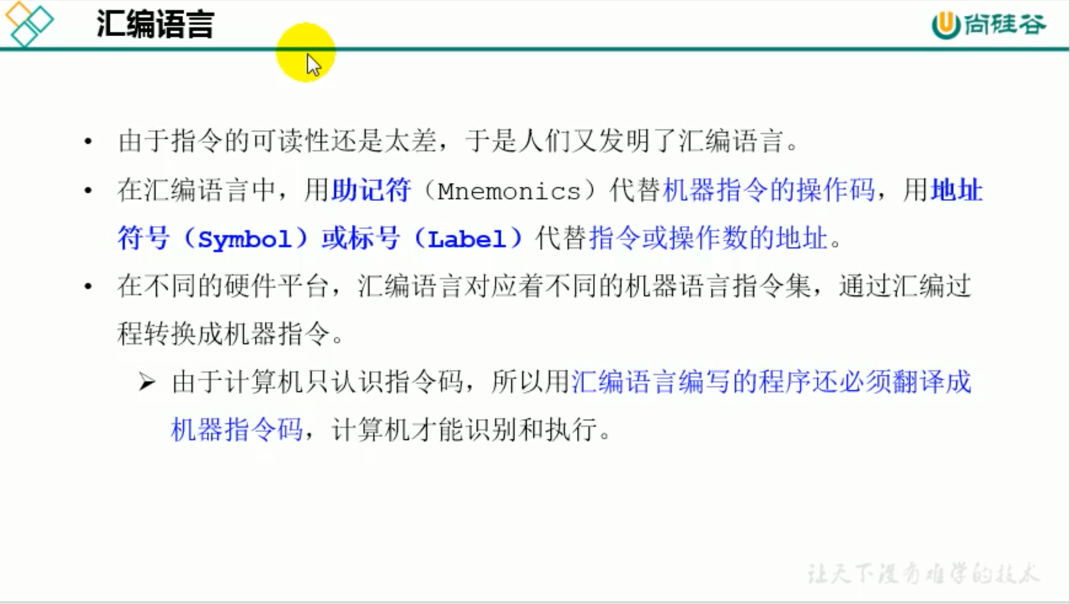 汇编语言
尚硅谷
• 由于指令的可读性还是太差，于是人们又发明了汇编语言。
• 在汇编语言中，用助记符（Mnemonics）代替机器指令的操作码，用地址
符号（Symbol）或标号（Label）代替指令或操作数的地址。
• 在不同的硬件平台，汇编语言对应着不同的机器语言指令集，通过汇编过
程转换成机器指令。
➢ 由于计算机只认识指令码，所以用汇编语言编写的程序还必须翻译成
机器指令码，计算机才能识别和执行。
让天下没有难学的技术